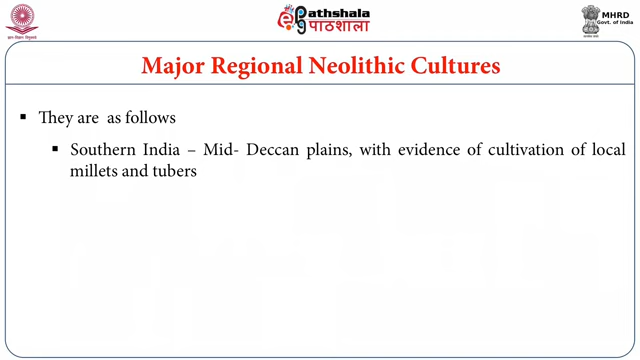 ePathshala
पाठशाला
MHRD
Govt. of India
Major Regional Neolithic Cultures
They are as follows
Southern India – Mid- Deccan plains, with evidence of cultivation of local
millets and tubers